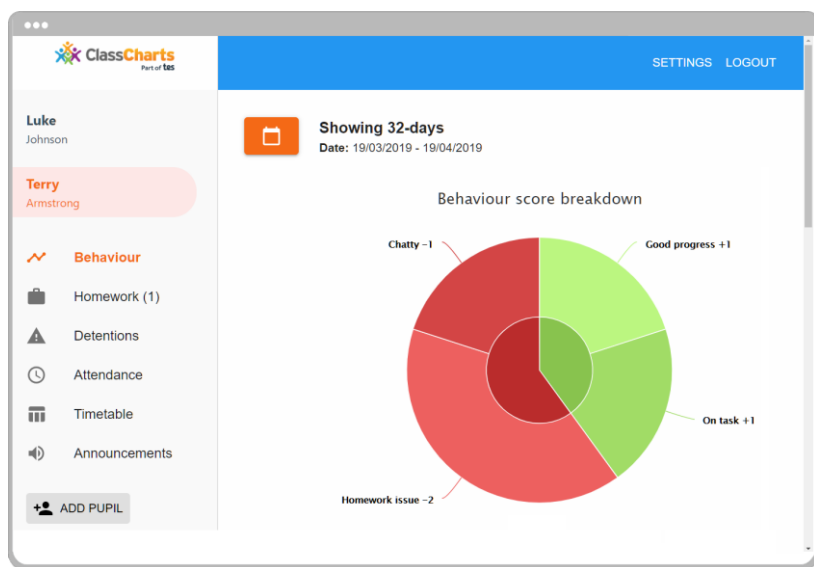 ClassCharts
Part of tes
SETTINGS LOGOUT
Luke
Johnson
Terry
Armstrong
Behaviour
Homework (1)
Detentions
Attendance
Timetable
Announcements
ADD PUPIL
Showing 32-days
Date: 19/03/2019 - 19/04/2019
Behaviour score breakdown
Chatty −1
Good progress +1
On task +1
Homework issue −2